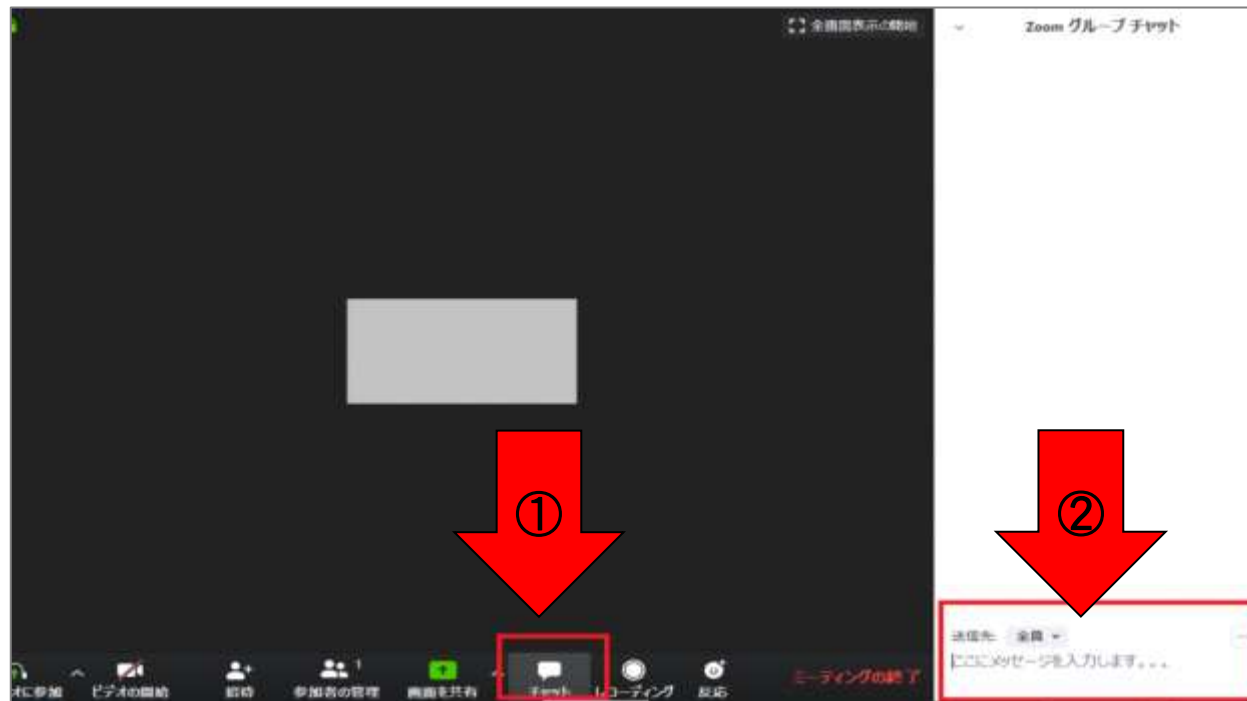 全画面表示の開始
Zoom グループ チャット
①
②
送信先: 全員
ここにメッセージを入力します。。。
オに参加 ビデオの開始 招待 参加者の管理 1 画面を共有 チャット レコーディング 反応 ミーティングの終了